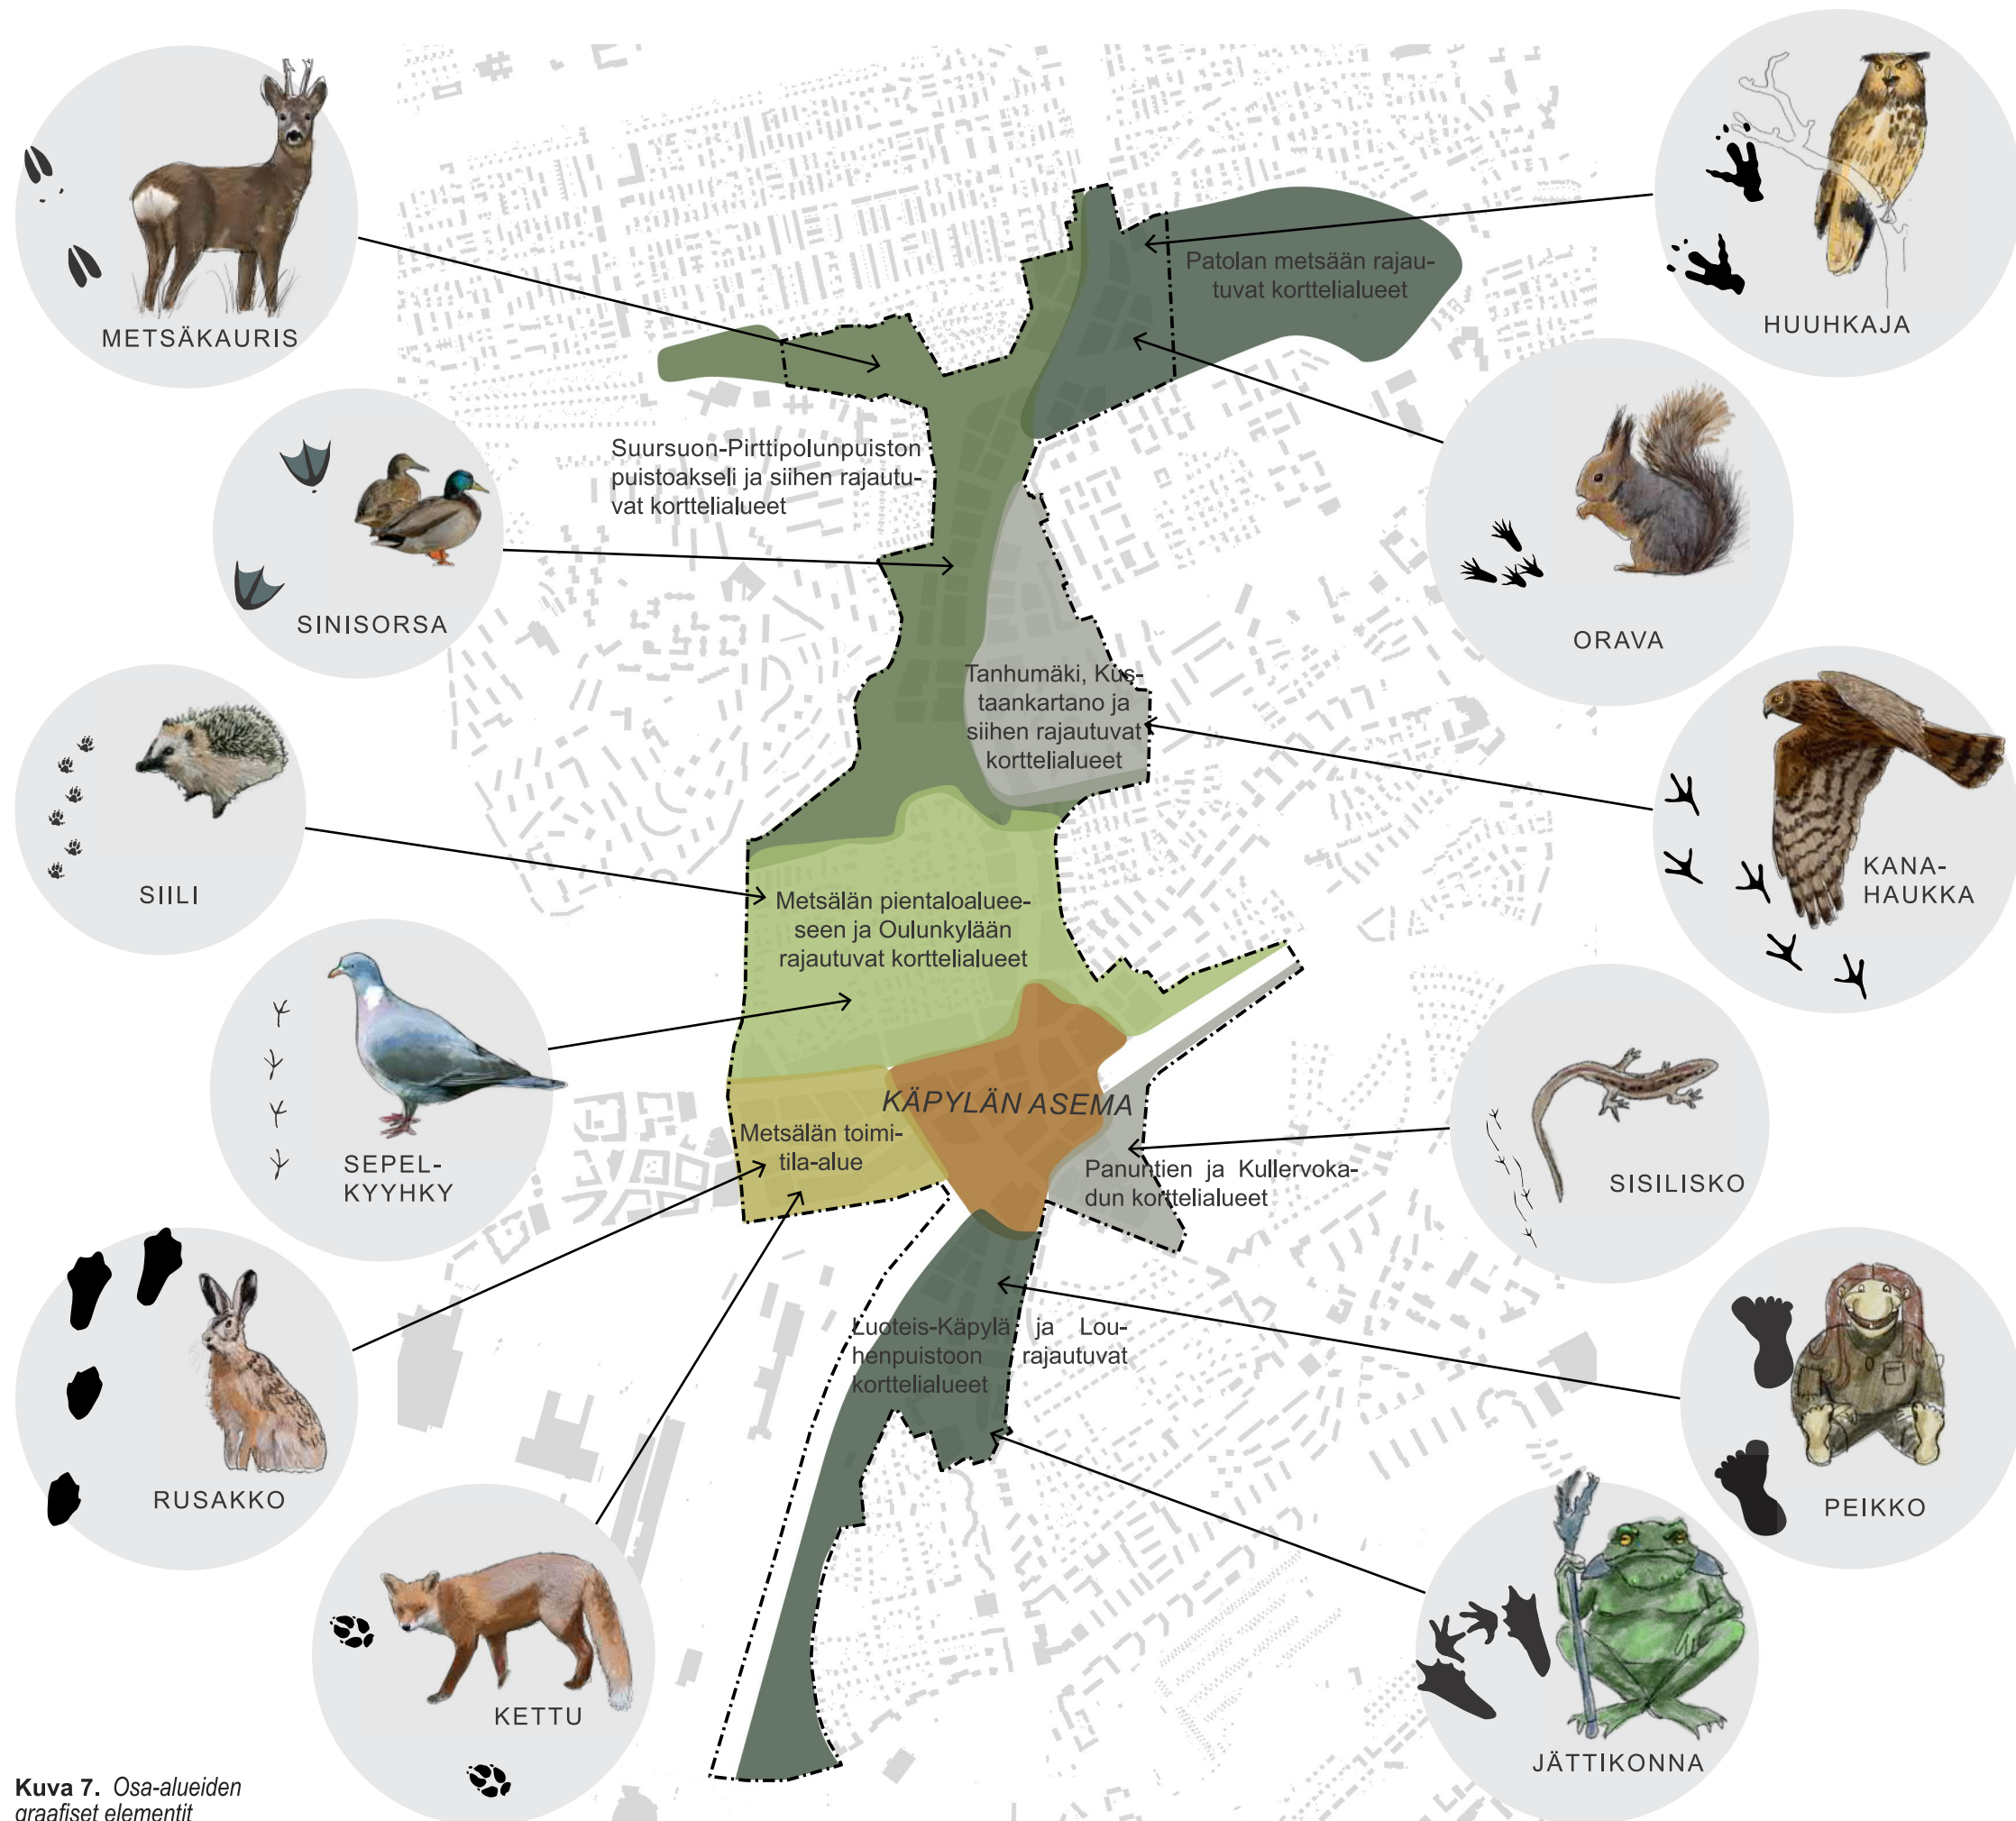 METSÄKAURIS
HUUHKAJA
Patolan metsään rajau-
tuvat korttelialueet
Suursuon-Pirttipolunpuiston
puistoakseli ja siihen rajautu-
vat korttelialueet
SINISORSA
ORAVA
Tanhumäki, Kus-
taankartano ja
siihen rajautuvat
korttelialueet
SIILI
KANA-
HAUKKA
Metsälän pientaloaluee-
seen ja Oulunkylään
rajautuvat korttelialueet
SEPEL-
KYYHKY
KÄPYLÄN ASEMA
Metsälän toimi-
tila-alue
Panuntien ja Kullervoka-
dun korttelialueet
SISILISKO
RUSAKKO
Luoteis-Käpylä ja Lou-
henpuistoon rajautuvat
korttelialueet
PEIKKO
KETTU
JÄTTIKONNA
Kuva 7. Osa-alueiden
graafiset elementit